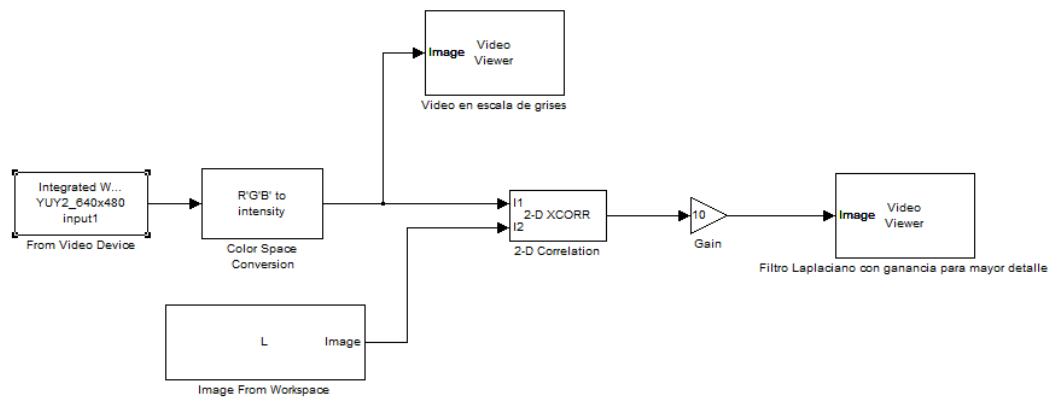 Image
Video
Viewer
Video en escala de grises
Integrated W...
YUY2_640x480
input1
From Video Device
R'G'B' to
intensity
Color Space
Conversion
I1
I2
2-D XCORR
2-D Correlation
10
Gain
Image
Video
Viewer
Filtro Laplaciano con ganancia para mayor detalle
L
Image
Image From Workspace